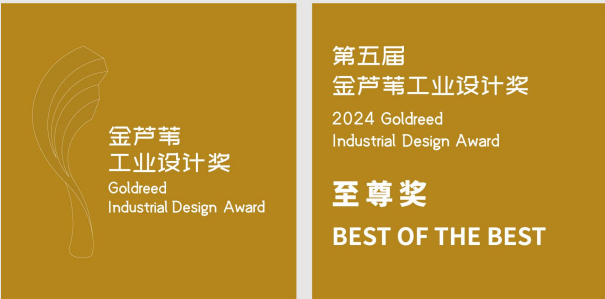 金芦苇
工业设计奖
Goldreed
Industrial Design Award
第五届
金芦苇工业设计奖
2024 Goldreed
Industrial Design Award
至尊奖
BEST OF THE BEST